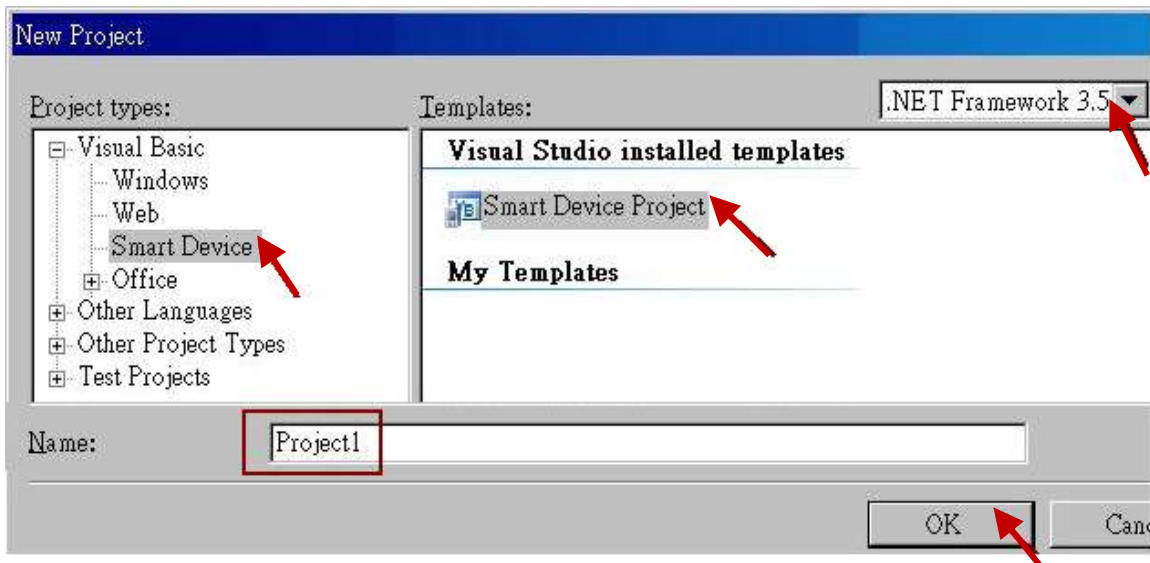 New Project
Project types:
Templates:
.NET Framework 3.5
Visual Basic
Windows
Web
Smart Device
Office
Other Languages
Other Project Types
Test Projects
Visual Studio installed templates
Smart Device Project
My Templates
Name:
Project1
OK
Canc